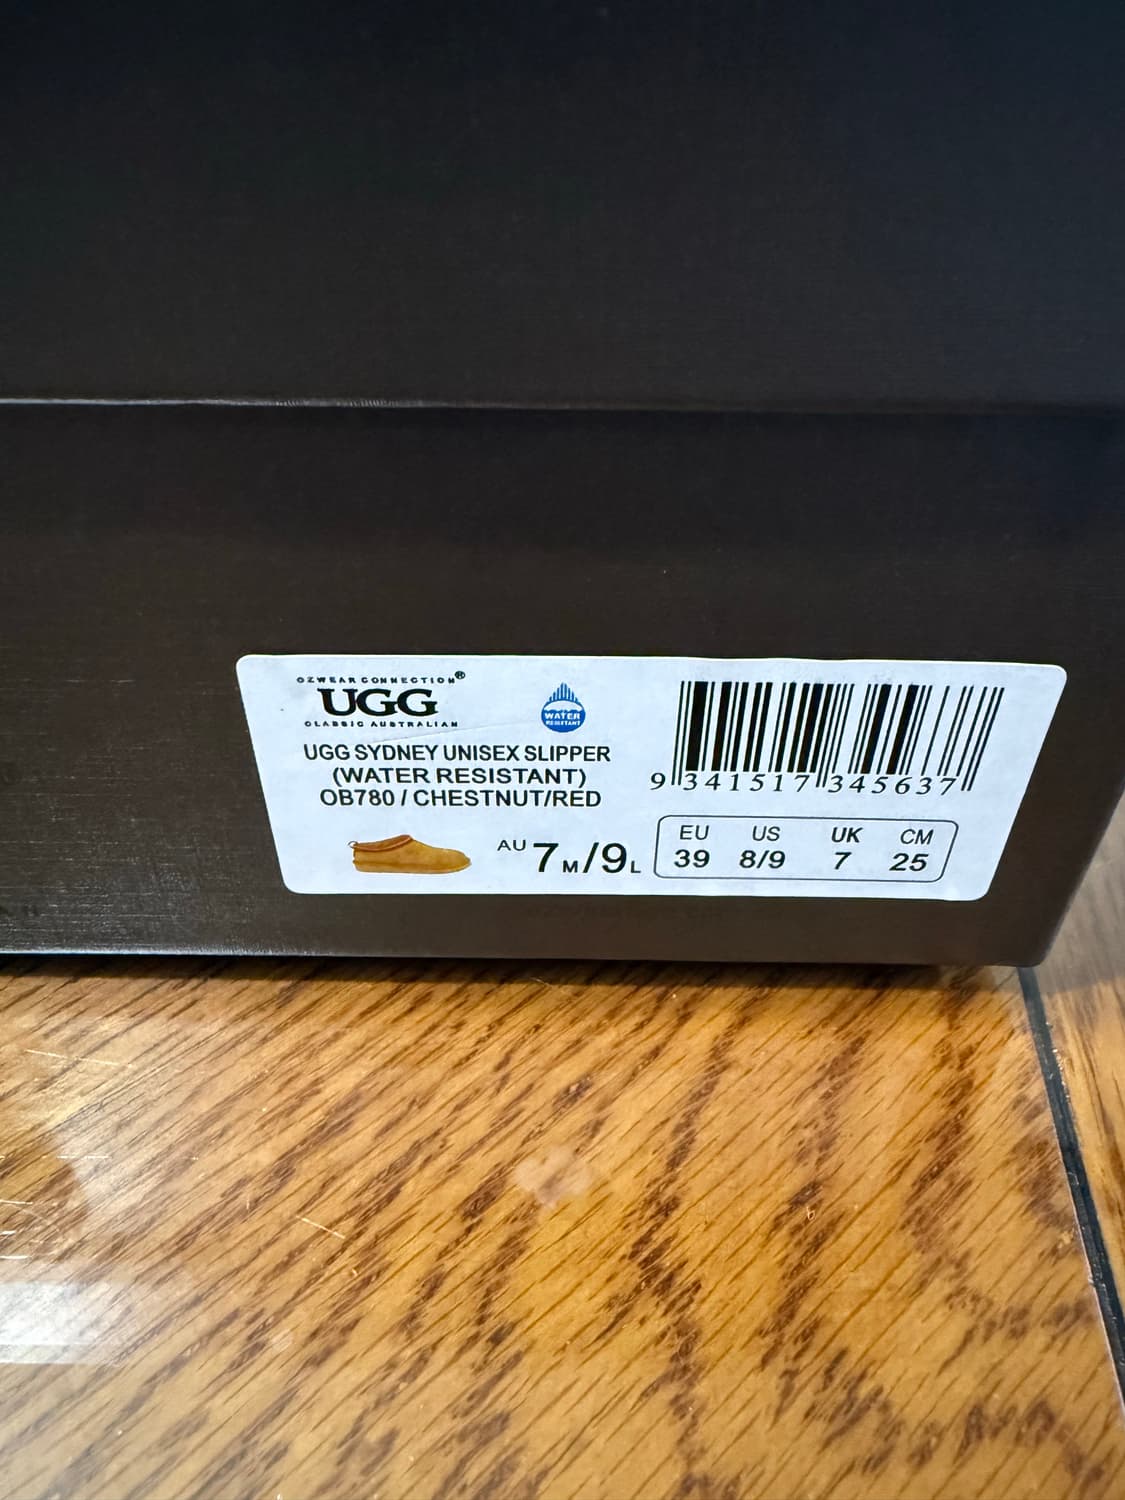 OZWEAR CONNECTION®
UGG
CLASSIC AUSTRALIAN
WATER
RESISTANT
UGG SYDNEY UNISEX SLIPPER
(WATER RESISTANT)
OB780 / CHESTNUT/RED
9 341517 345637
AU 7M/9L
EU US UK CM
39 8/9 7 25